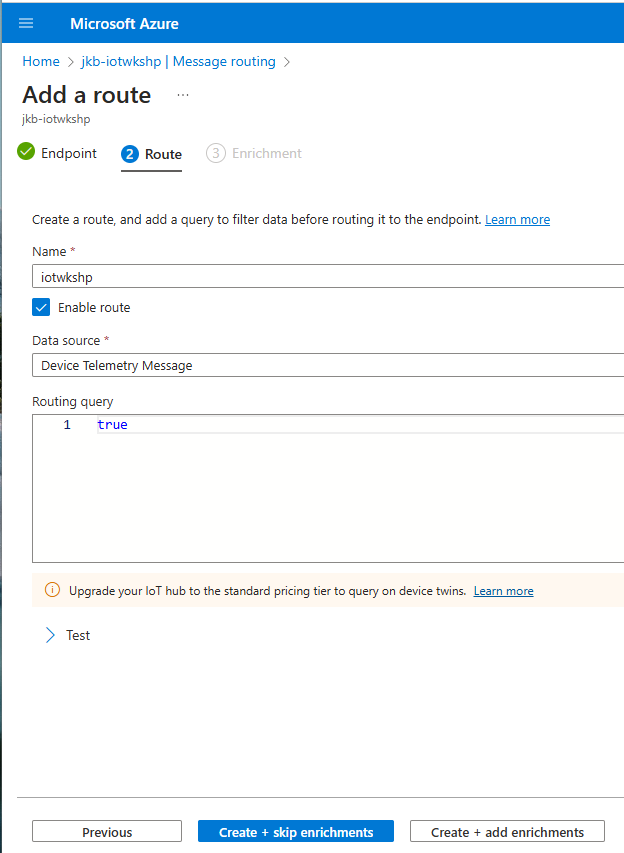 Microsoft Azure
Home > jkb-iotwkshp | Message routing >
Add a route ...
jkb-iotwkshp
Endpoint 2 Route 3 Enrichment
Create a route, and add a query to filter data before routing it to the endpoint. Learn more
Name *
iotwkshp
Enable route
Data source *
Device Telemetry Message
Routing query
1 true
Upgrade your IoT hub to the standard pricing tier to query on device twins. Learn more
Test
Previous Create + skip enrichments Create + add enrichments